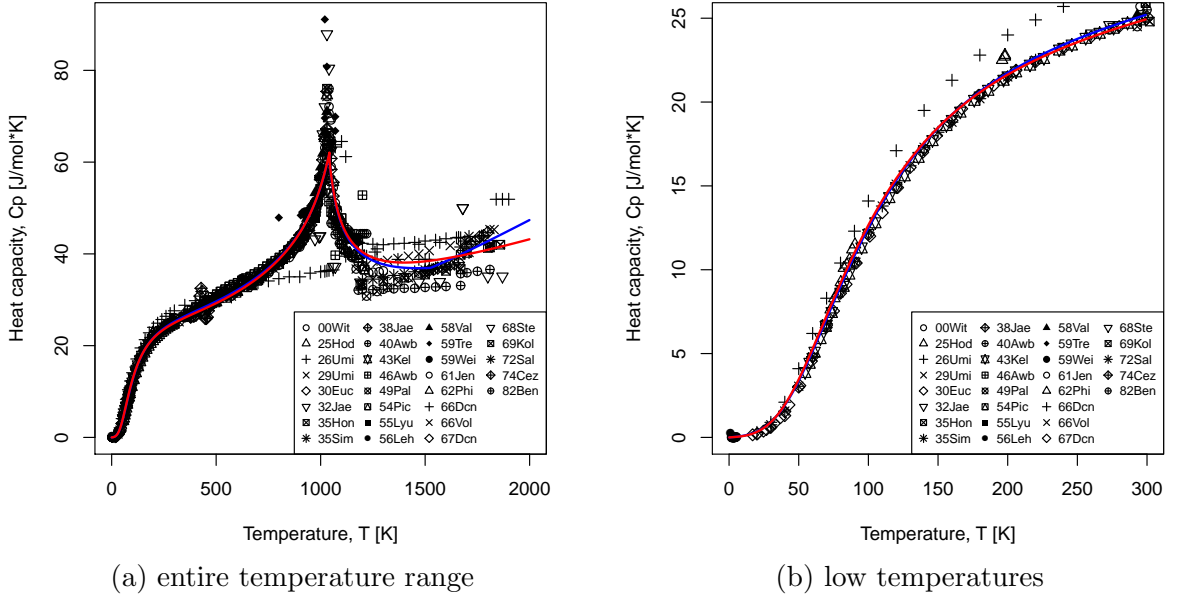 Heat capacity, Cp [J/mol*K]
80
60
40
20
0
00Wit 38Jae 58Val 68Ste
25Hod 40Awb 59Tre 69Kol
26Umi 43Kel 59Wei 72Sal
29Umi 46Awb 61Jen 74Cez
30Euc 49Pal 62Phi 82Ben
32Jae 54Pic 66Dcn
35Hon 55Lyu 66Vol
35Sim 56Leh 67Dcn
0 500 1000 1500 2000
Temperature, T [K]
(a) entire temperature range
Heat capacity, Cp [J/mol*K]
25
20
15
10
5
0
00Wit 38Jae 58Val 68Ste
25Hod 40Awb 59Tre 69Kol
26Umi 43Kel 59Wei 72Sal
29Umi 46Awb 61Jen 74Cez
30Euc 49Pal 62Phi 82Ben
32Jae 54Pic 66Dcn
35Hon 55Lyu 66Vol
35Sim 56Leh 67Dcn
0 50 100 150 200 250 300
Temperature, T [K]
(b) low temperatures